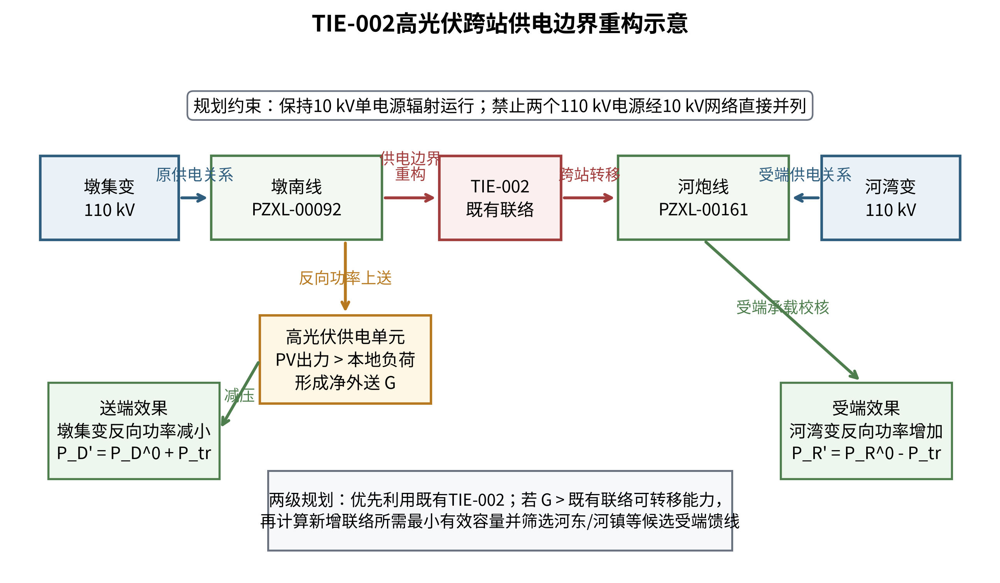 TIE-002高光伏跨站供电边界重构示意
规划约束：保持10 kV单电源辐射运行；禁止两个110 kV电源经10 kV网络直接并列
墩集变
110 kV
原供电关系
墩南线
PZXL-00092
供电边界
重构
TIE-002
既有联络
跨站转移
河炮线
PZXL-00161
受端供电关系
河湾变
110 kV
反向功率上送
受端承载校核
高光伏供电单元
PV出力 > 本地负荷
形成净外送 G
减压
送端效果
墩集变反向功率减小
P_D' = P_D^0 + P_tr
受端效果
河湾变反向功率增加
P_R' = P_R^0 - P_tr
两级规划：优先利用既有TIE-002；若 G > 既有联络可转移能力，
再计算新增联络所需最小有效容量并筛选河东/河镇等候选受端馈线